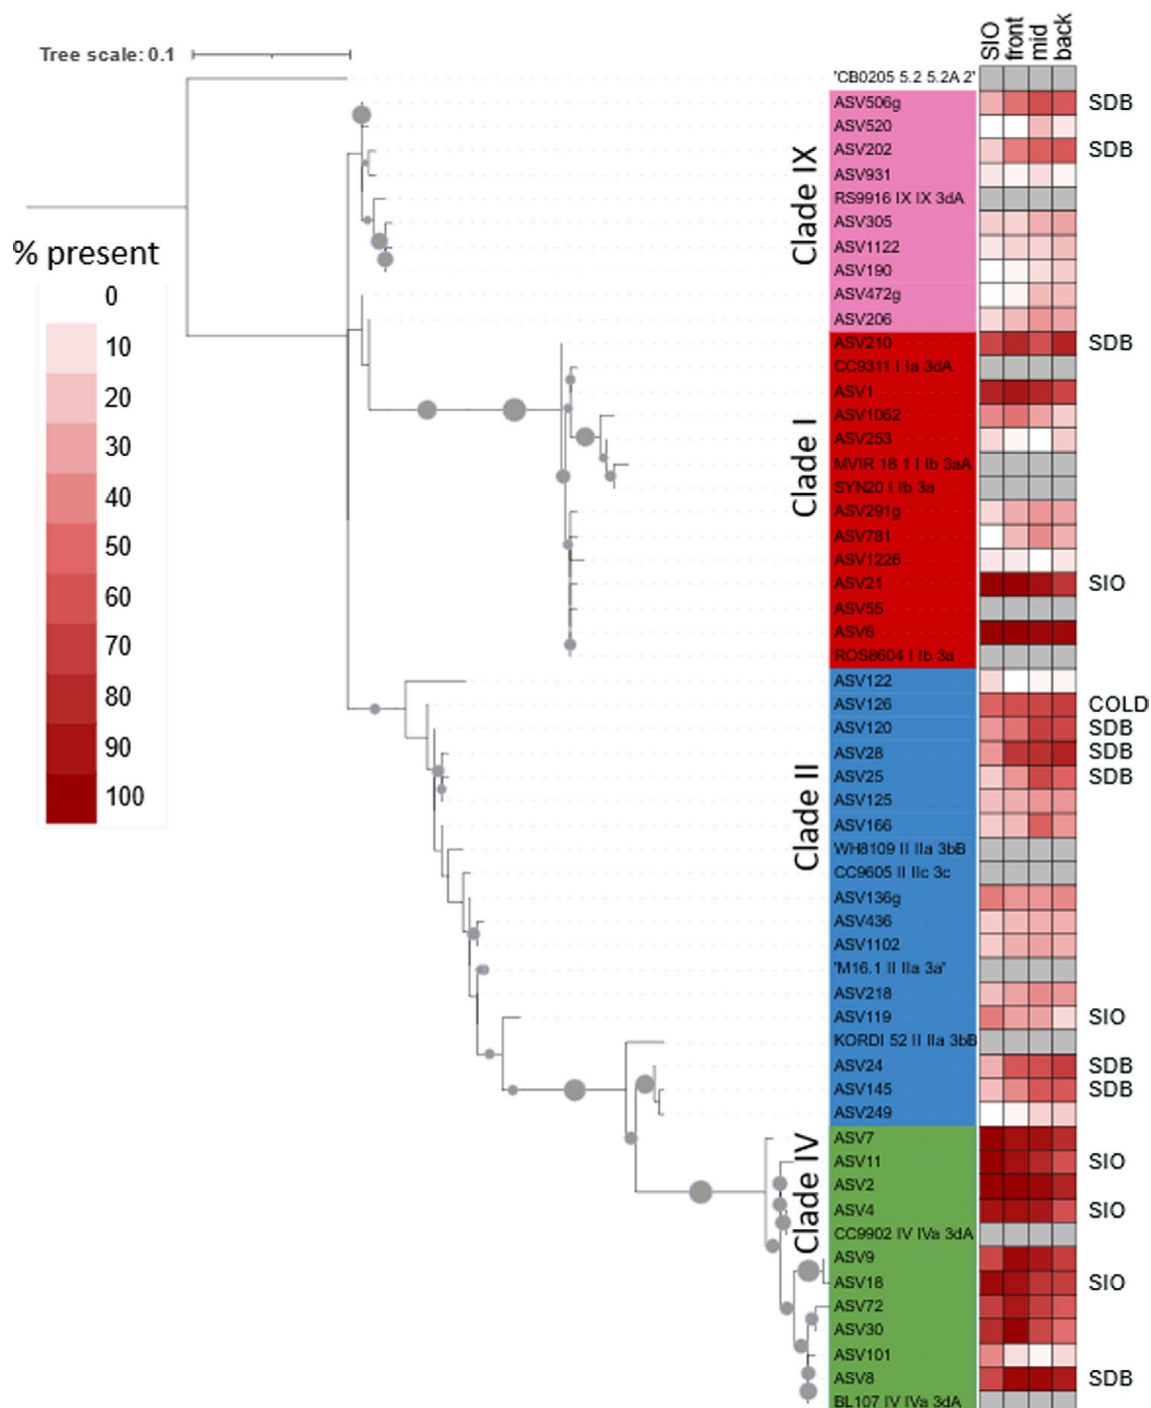 Tree scale: 0.1
SIO front mid back
'CB0205 5.2 5.2A 2'
ASV506g SDB
ASV520
ASV202 SDB
ASV931
RS9916 IX IX 3dA
ASV305
ASV1122
ASV190
ASV472g
ASV206
Clade IX
ASV210 SDB
CC9311 I Ia 3dA
ASV1
ASV1062
ASV253
MVIR 18 1 I Ib 3aA
SYN20 I Ib 3a
ASV291g
ASV781
ASV1226
ASV21 SIO
ASV55
ASV6
ROS8604 I Ib 3a
Clade I
ASV122
ASV126 COLD
ASV120 SDB
ASV28 SDB
ASV25 SDB
ASV125
ASV166
WH8109 II IIa 3bB
CC9605 II IIc 3c
ASV136g
ASV436
ASV1102
'M16.1 II IIa 3a'
ASV218
ASV119 SIO
KORDI 52 II IIa 3bB
ASV24 SDB
ASV145 SDB
ASV249
Clade II
ASV7
ASV11 SIO
ASV2
ASV4 SIO
CC9902 IV IVa 3dA
ASV9
ASV18 SIO
ASV72
ASV30
ASV101
ASV8 SDB
BL107 IV IVa 3dA
Clade IV
% present
0
10
20
30
40
50
60
70
80
90
100